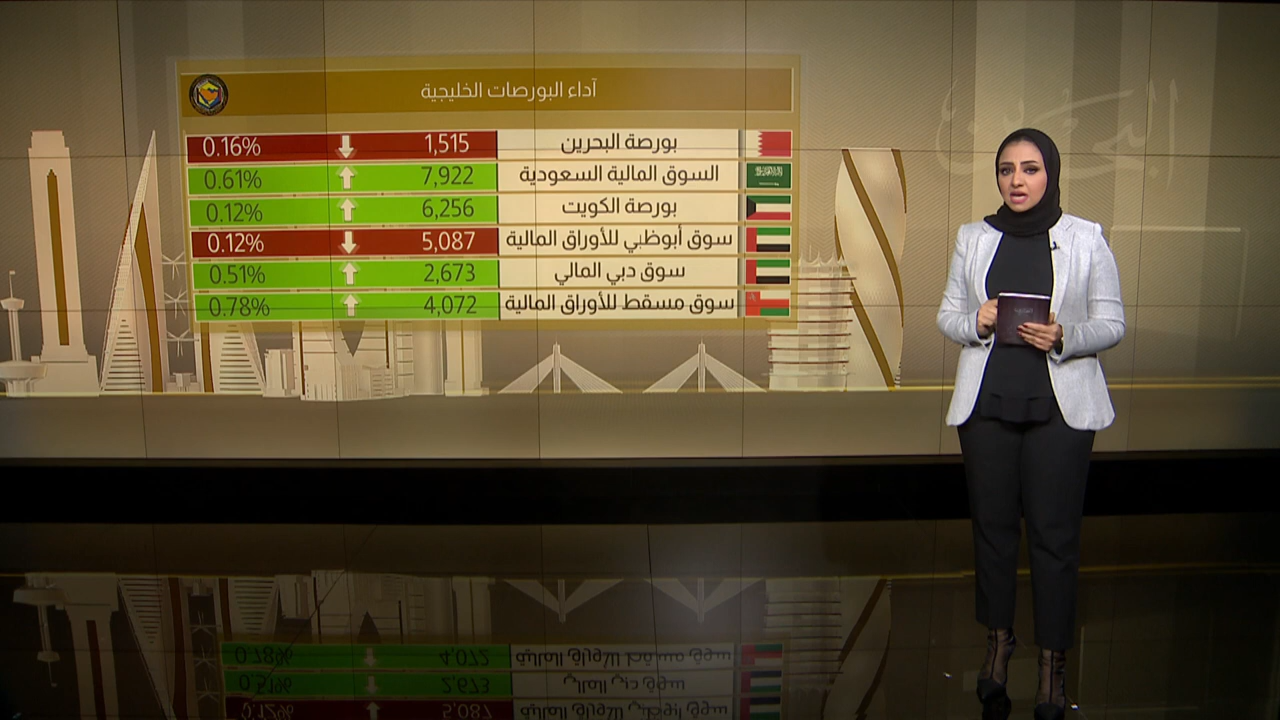 آداء البورصات الخليجية
بورصة البحرين 1,515 0.16%
السوق المالية السعودية 7,922 0.61%
بورصة الكويت 6,256 0.12%
سوق أبوظبي للأوراق المالية 5,087 0.12%
سوق دبي المالي 2,673 0.51%
سوق مسقط للأوراق المالية 4,072 0.78%
البحرين